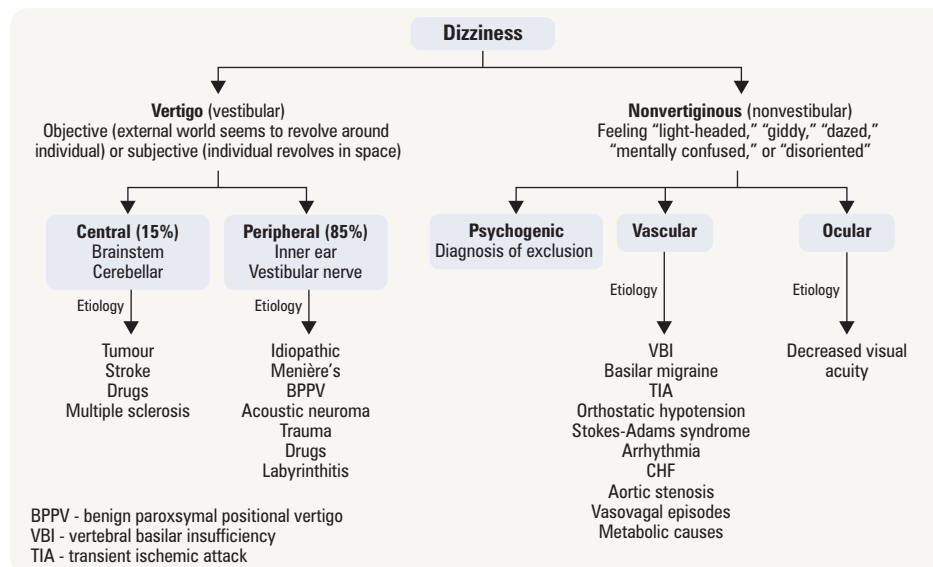 Dizziness
Vertigo (vestibular)
Objective (external world seems to revolve around
individual) or subjective (individual revolves in space)
Nonvertiginous (nonvestibular)
Feeling “light-headed,” “giddy,” “dazed,”
“mentally confused,” or “disoriented”
Central (15%)
Brainstem
Cerebellar
Peripheral (85%)
Inner ear
Vestibular nerve
Psychogenic
Diagnosis of exclusion
Vascular
Ocular
Etiology
Tumour
Stroke
Drugs
Multiple sclerosis
Etiology
Idiopathic
Menière’s
BPPV
Acoustic neuroma
Trauma
Drugs
Labyrinthitis
Etiology
VBI
Basilar migraine
TIA
Orthostatic hypotension
Stokes-Adams syndrome
Arrhythmia
CHF
Aortic stenosis
Vasovagal episodes
Metabolic causes
Etiology
Decreased visual
acuity
BPPV - benign paroxsymal positional vertigo
VBI - vertebral basilar insufficiency
TIA - transient ischemic attack